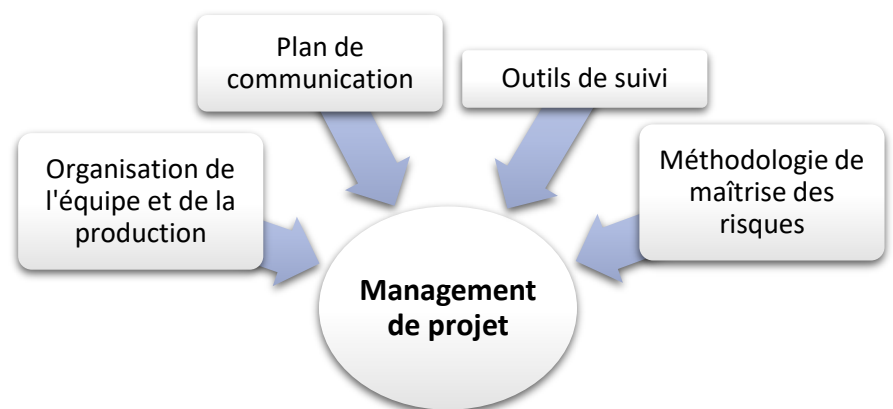 Plan de
communication
Outils de suivi
Organisation de
l'équipe et de la
production
Méthodologie de
maîtrise des
risques
Management
de projet